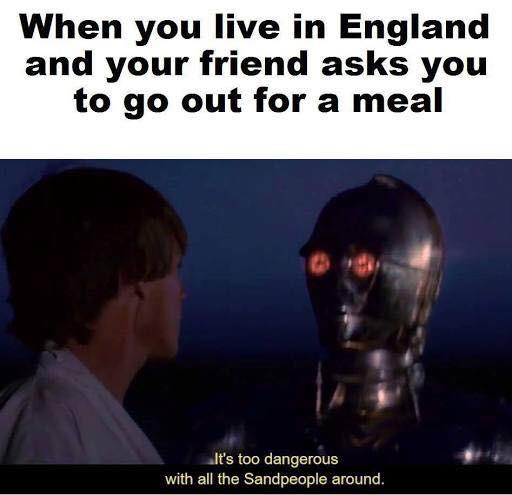 When you live in England
and your friend asks you
to go out for a meal
It's too dangerous
with all the Sandpeople around.